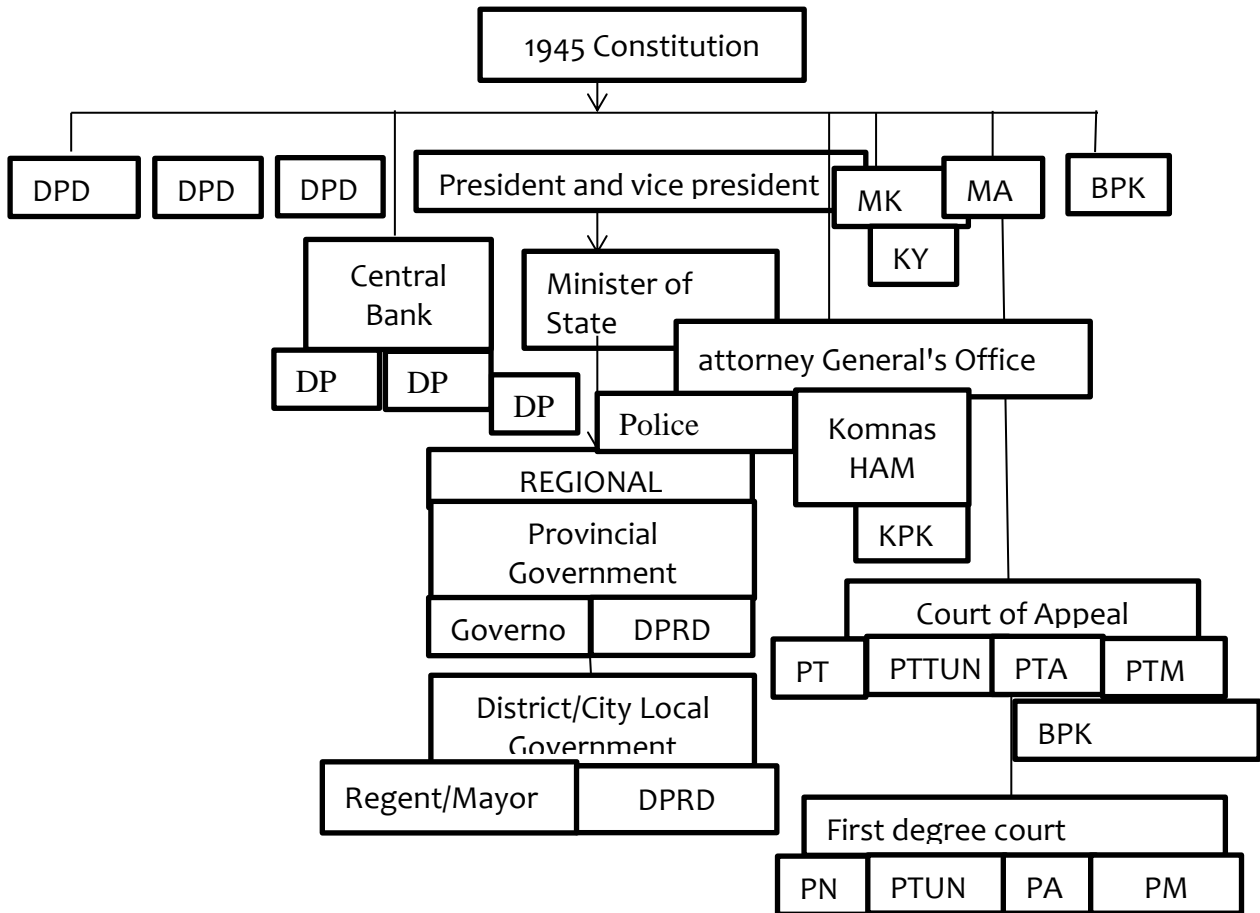 1945 Constitution
DPD
DPD
DPD
President and vice president
MK
MA
BPK
KY
Central
Bank
Minister of
State
attorney General's Office
DP
DP
DP
Police
Komnas
HAM
REGIONAL
KPK
Provincial
Government
Governo
DPRD
Court of Appeal
PT
PTTUN
PTA
PTM
District/City Local
Government
BPK
Regent/Mayor
DPRD
First degree court
PN
PTUN
PA
PM